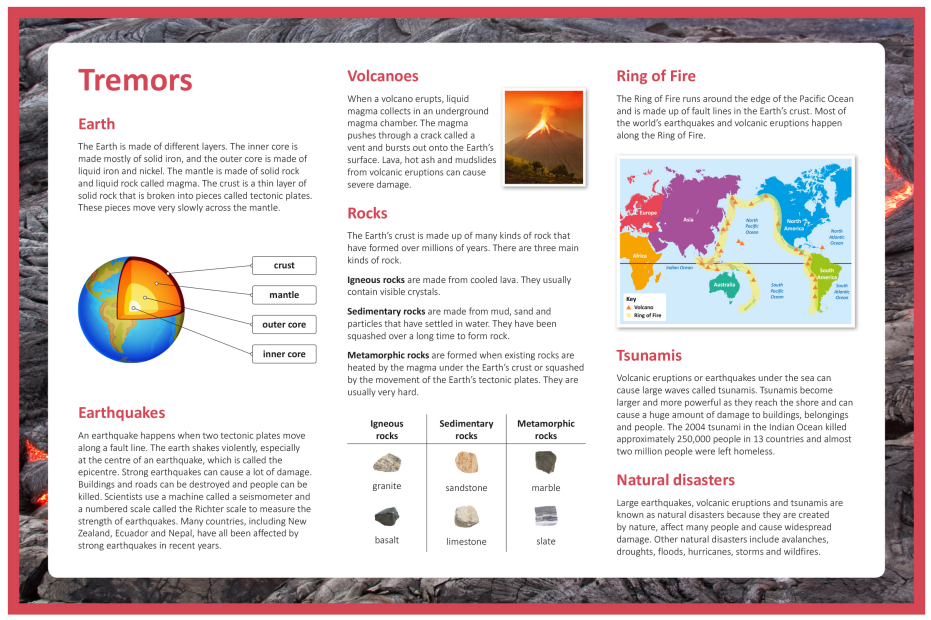 Tremors
Earth
The Earth is made of different layers. The inner core is
made mostly of solid iron, and the outer core is made of
liquid iron and nickel. The mantle is made of solid rock
and liquid rock called magma. The crust is a thin layer of
solid rock that is broken into pieces called tectonic plates.
These pieces move very slowly across the mantle.
crust
mantle
outer core
inner core
Earthquakes
An earthquake happens when two tectonic plates move
along a fault line. The earth shakes violently, especially
at the centre of an earthquake, which is called the
epicentre. Strong earthquakes can cause a lot of damage.
Buildings and roads can be destroyed and people can be
killed. Scientists use a machine called a seismometer and
a numbered scale called the Richter scale to measure the
strength of earthquakes. Many countries, including New
Zealand, Ecuador and Nepal, have all been affected by
strong earthquakes in recent years.
Volcanoes
When a volcano erupts, liquid
magma collects in an underground
magma chamber. The magma
pushes through a crack called a
vent and bursts out onto the Earth's
surface. Lava, hot ash and mudslides
from volcanic eruptions can cause
severe damage.
Rocks
The Earth's crust is made up of many kinds of rock that
have formed over millions of years. There are three main
kinds of rock.
Igneous rocks are made from cooled lava. They usually
contain visible crystals.
Sedimentary rocks are made from mud, sand and
particles that have settled in water. They have been
squashed over a long time to form rock.
Metamorphic rocks are formed when existing rocks are
heated by the magma under the Earth's crust or squashed
by the movement of the Earth's tectonic plates. They are
usually very hard.
Igneous rocks
Sedimentary rocks
Metamorphic rocks
granite
sandstone
marble
basalt
limestone
slate
Ring of Fire
The Ring of Fire runs around the edge of the Pacific Ocean
and is made up of fault lines in the Earth's crust. Most of
the world's earthquakes and volcanic eruptions happen
along the Ring of Fire.
Europe
Asia
Africa
Indian Ocean
Australia
North Pacific Ocean
South Pacific Ocean
North America
North Atlantic Ocean
South America
South Atlantic Ocean
Key
Volcano
Ring of Fire
Tsunamis
Volcanic eruptions or earthquakes under the sea can
cause large waves called tsunamis. Tsunamis become
larger and more powerful as they reach the shore and can
cause a huge amount of damage to buildings, belongings
and people. The 2004 tsunami in the Indian Ocean killed
approximately 250,000 people in 13 countries and almost
two million people were left homeless.
Natural disasters
Large earthquakes, volcanic eruptions and tsunamis are
known as natural disasters because they are created
by nature, affect many people and cause widespread
damage. Other natural disasters include avalanches,
droughts, floods, hurricanes, storms and wildfires.